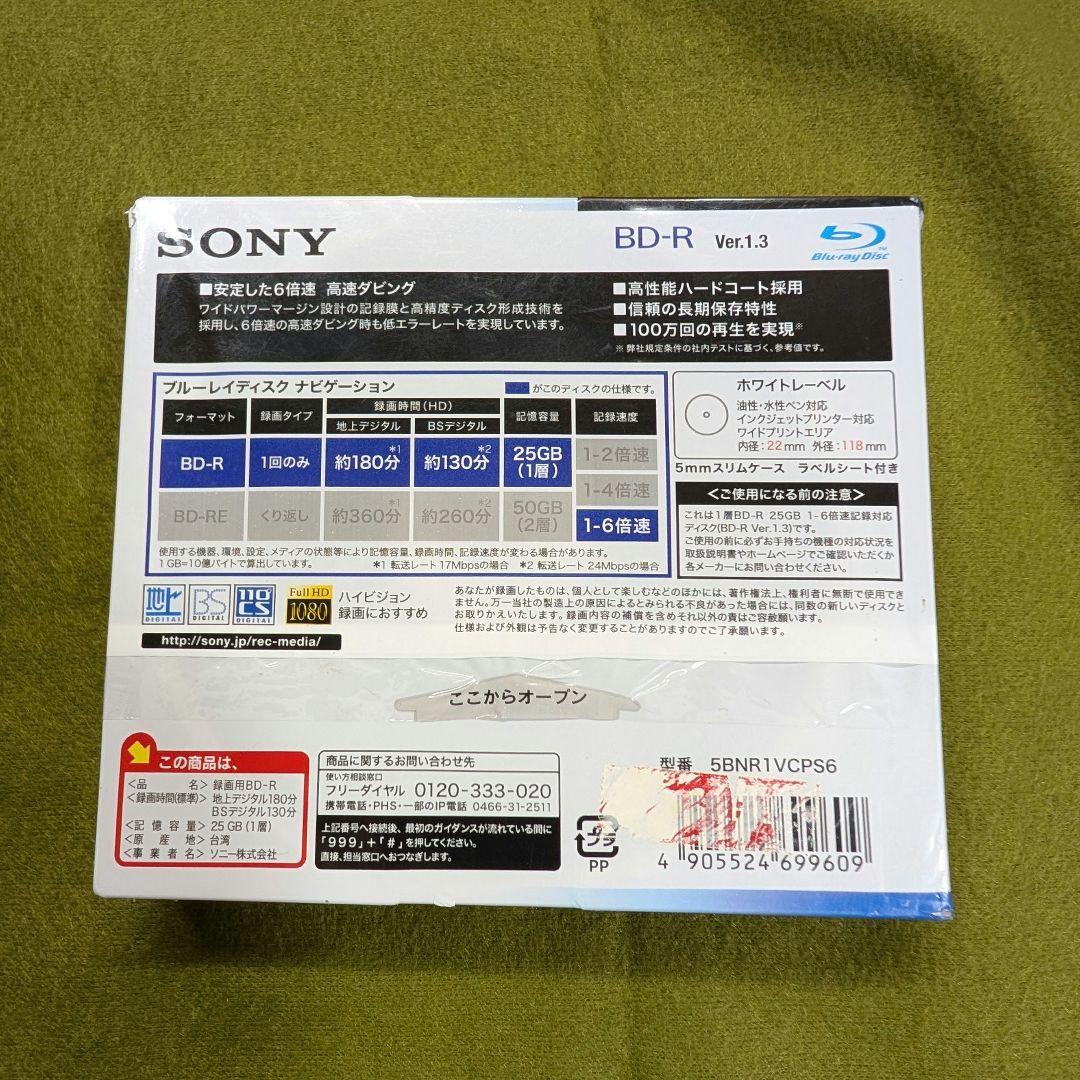 SONY
BD-R Ver.1.3
Blu-ray Disc
■安定した6倍速 高速ダビング
ワイドパワーマージン設計の記録膜と高精度ディスク形成技術を
採用し、6倍速の高速ダビング時も低エラーレートを実現しています。
■高性能ハードコート採用
■信頼の長期保存特性
■100万回の再生を実現※
※ 弊社規定条件の社内テストに基づく、参考値です。
ブルーレイディスク ナビゲーション
がこのディスクの仕様です。
フォーマット 録画タイプ 録画時間(HD) 記憶容量 記録速度
地上デジタル BSデジタル
BD-R 1回のみ 約180分*1 約130分*2 25GB (1層) 1-2倍速
1-4倍速
BD-RE くり返し 約360分*1 約260分*2 50GB (2層) 1-6倍速
使用する機器、環境、設定、メディアの状態等により記憶容量、録画時間、記録速度が変わる場合があります。
1GB=10億バイトで算出しています。 *1 転送レート 17Mbpsの場合 *2 転送レート 24Mbpsの場合
ホワイトレーベル
油性・水性ペン対応
インクジェットプリンター対応
ワイドプリントエリア
内径:22mm 外径:118mm
5mmスリムケース ラベルシート付き
＜ご使用になる前の注意＞
これは1層BD-R 25GB 1-6倍速記録対応
ディスク(BD-R Ver.1.3)です。
ご使用の前に必ずお手持ちの機種の対応状況を
取扱説明書やホームページでご確認いただくか
各メーカーにお問い合わせください。
地上 DIGITAL
BS DIGITAL
110 CS DIGITAL
Full HD 1080
ハイビジョン
録画におすすめ
あなたが録画したものは、個人として楽しむなどのほかには、著作権法上、権利者に無断で使用でき
ません。万一当社の製造上の原因によるとみられる不良があった場合には、同数の新しいディスクと
お取りかえいたします。録画内容の補償を含めそれ以外の責はご容赦願います。
仕様および外観は予告なく変更することがありますのでご了承願います。
http://sony.jp/rec-media/
ここからオープン
この商品は、
＜品 名＞ 録画用BD-R
＜録画時間(標準)＞ 地上デジタル180分
BSデジタル130分
＜記憶容量＞ 25GB (1層)
＜原産地＞ 台湾
＜事業者名＞ ソニー株式会社
商品に関するお問い合わせ先
使い方相談窓口
フリーダイヤル 0120-333-020
携帯電話・PHS・一部のIP電話 0466-31-2511
上記番号へ接続後、最初のガイダンスが流れている間に
「999」+「#」を押してください。
直接、担当窓口へおつなぎします。
型番 5BNR1VCPS6
プラ
PP
4 905524 699609